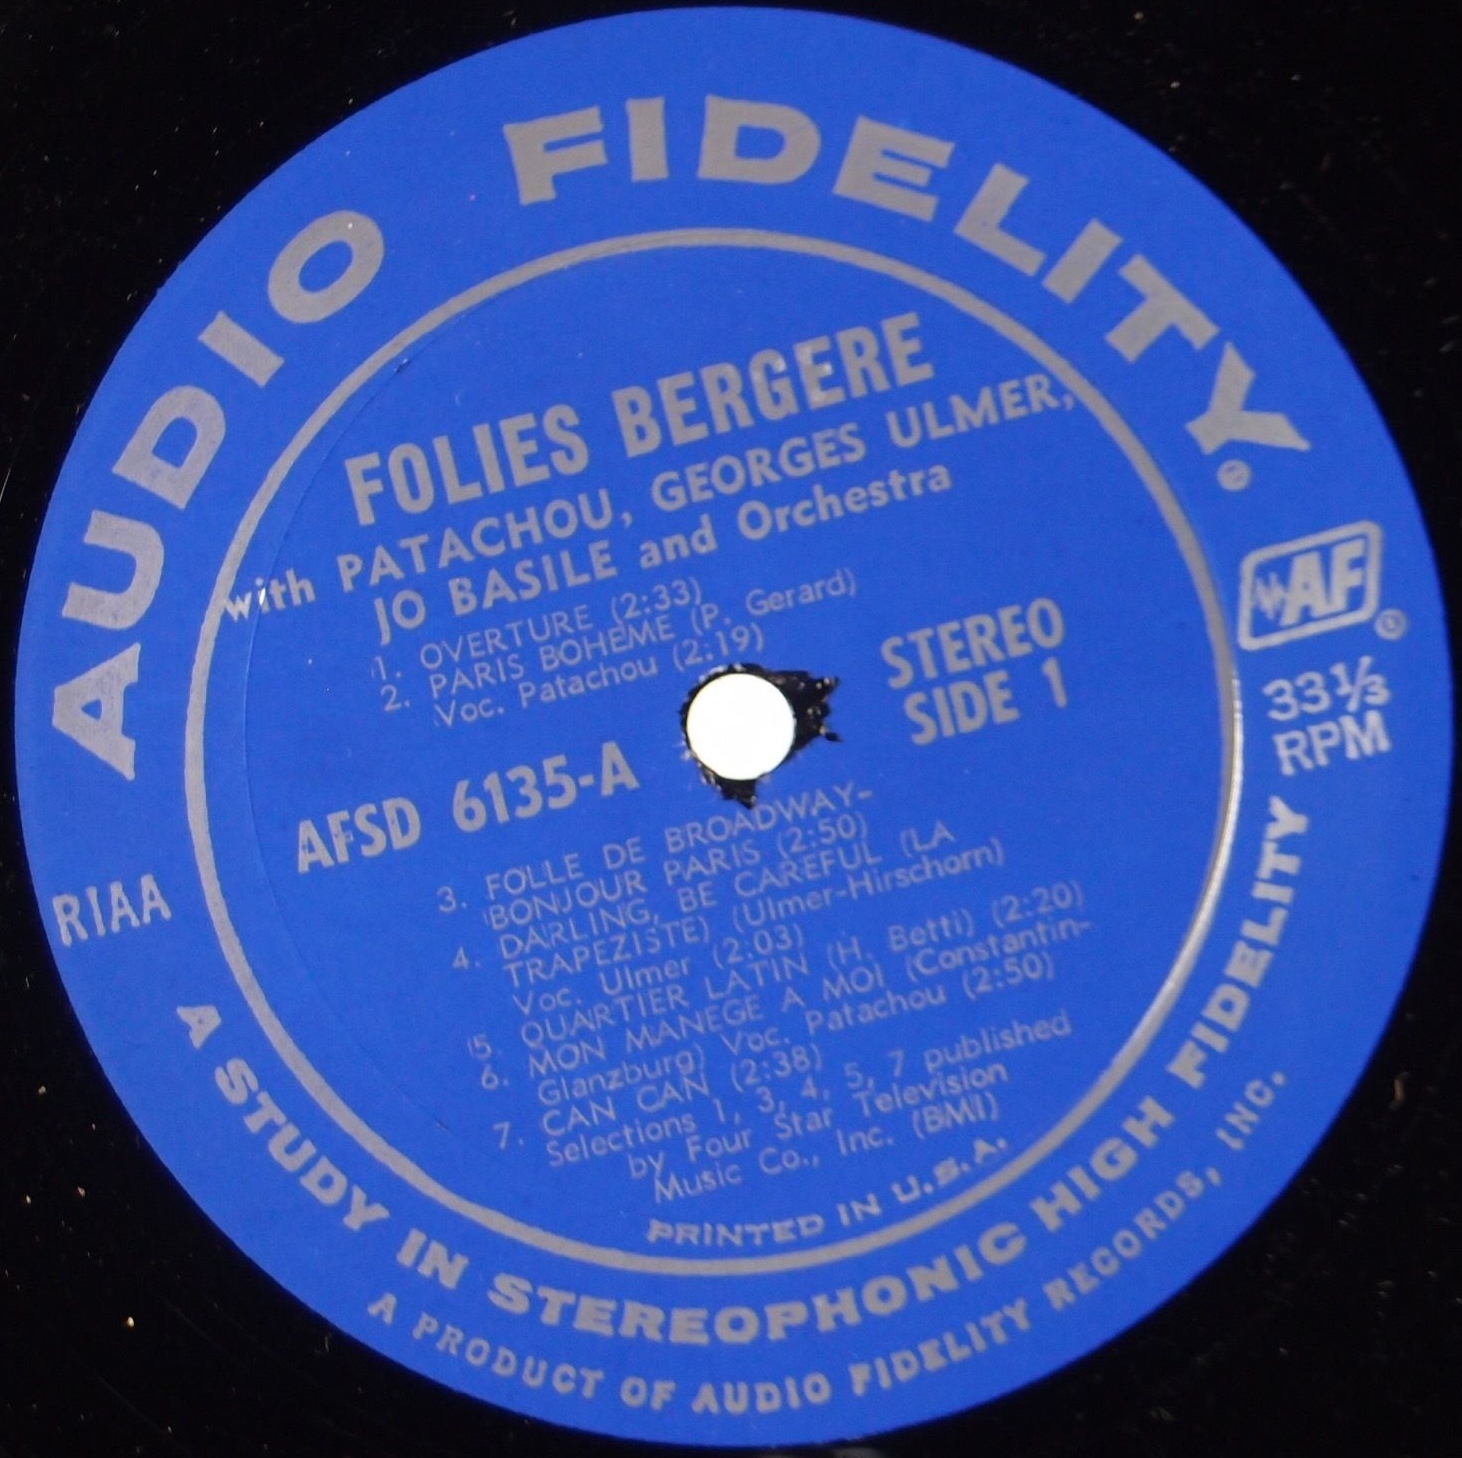 AUDIO FIDELITY.
®
AF
®
33 1/3
RPM
RIAA
FOLIES BERGERE
with PATACHOU, GEORGES ULMER,
JO BASILE and Orchestra
1. OVERTURE (2:33)
2. PARIS BOHEME (P. Gerard)
Voc. Patachou (2:19)
STEREO
SIDE 1
AFSD 6135-A
3. FOLLE DE BROADWAY-
BONJOUR PARIS (2:50)
4. DARLING, BE CAREFUL (LA
TRAPEZISTE) (Ulmer-Hirschorn)
Voc. Ulmer (2:03)
5. QUARTIER LATIN (H. Betti) (2:20)
6. MON MANEGE A MOI (Constantin-
Glanzburg) Voc. Patachou (2:50)
7. CAN CAN (2:38)
Selections 1, 3, 4, 5, 7 published
by Four Star Television
Music Co., Inc. (BMI)
PRINTED IN U.S.A.
A STUDY IN STEREOPHONIC HIGH FIDELITY
A PRODUCT OF AUDIO FIDELITY RECORDS, INC.